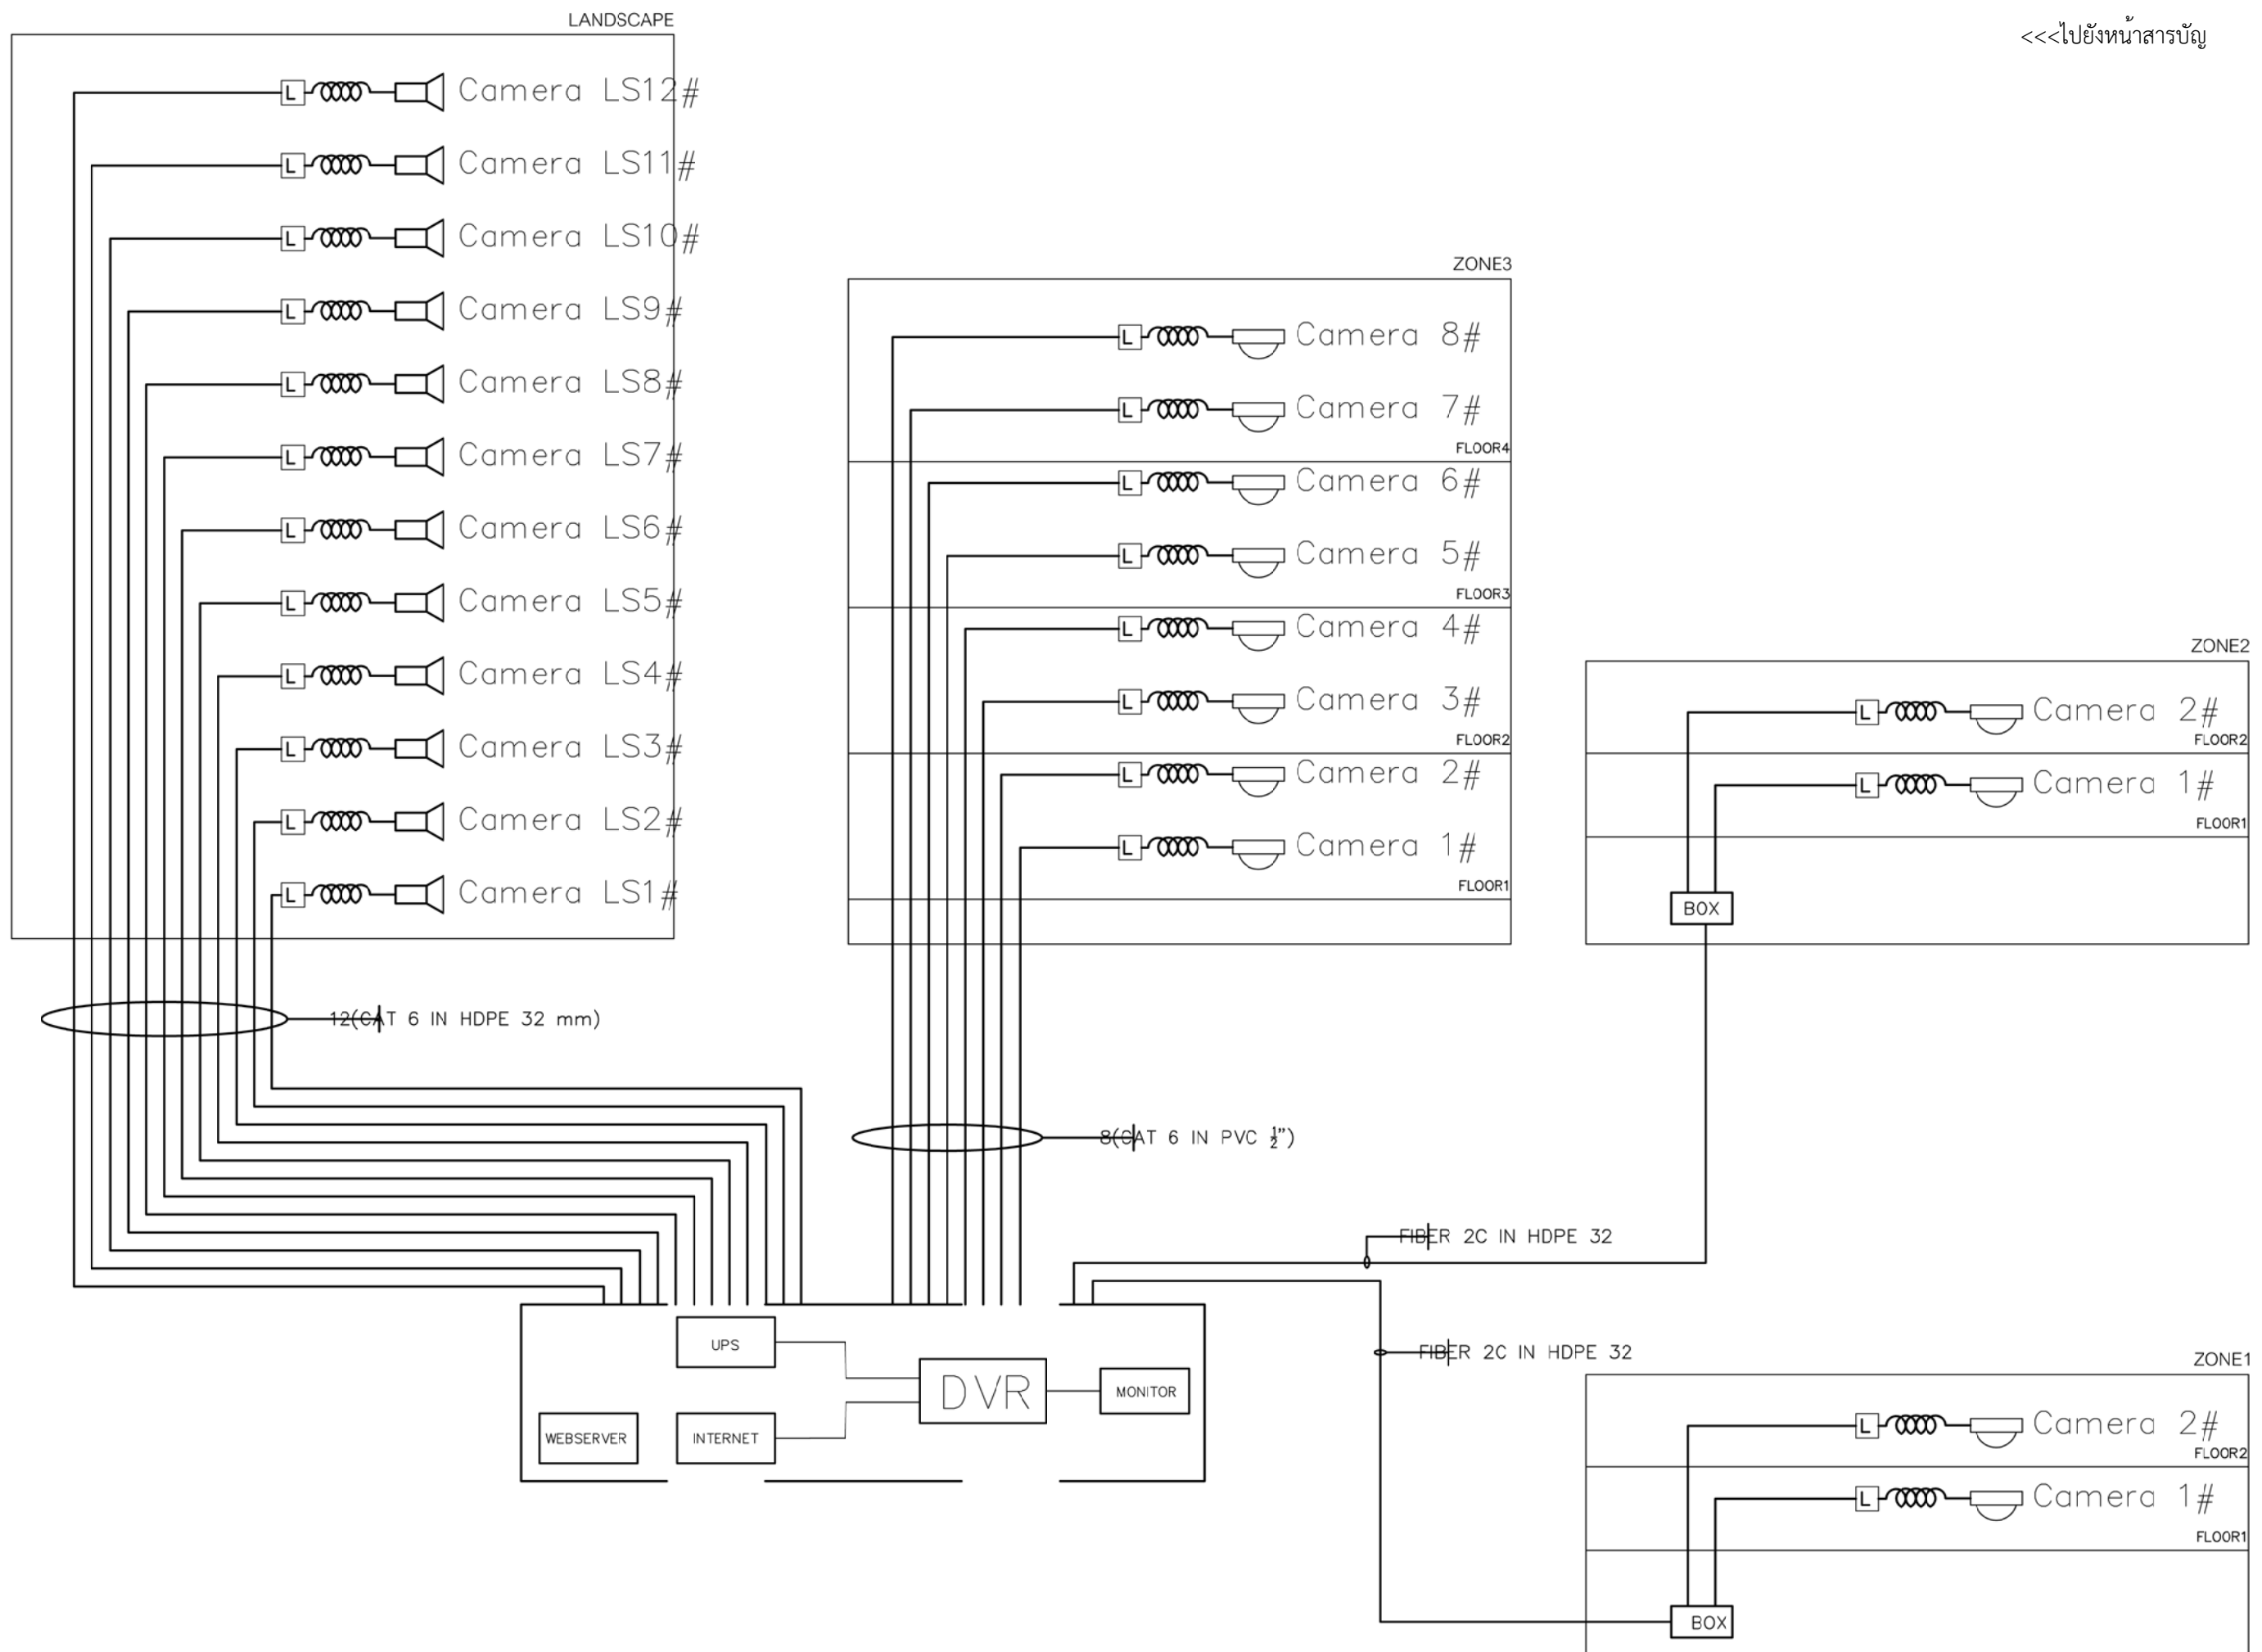 LANDSCAPE
<<<ไปยังหน้าสารบัญ
Camera LS12#
L
Camera LS11#
L
Camera LS10#
L
Camera LS9#
L
Camera LS8#
L
Camera LS7#
L
Camera LS6#
L
Camera LS5#
L
Camera LS4#
L
Camera LS3#
L
Camera LS2#
L
Camera LS1#
L
12(CAT 6 IN HDPE 32 mm)
ZONE3
L
Camera 8#
L
Camera 7#
FLOOR4
L
Camera 6#
L
Camera 5#
FLOOR3
L
Camera 4#
L
Camera 3#
FLOOR2
L
Camera 2#
L
Camera 1#
FLOOR1
8(CAT 6 IN PVC ½")
ZONE2
L
Camera 2#
FLOOR2
L
Camera 1#
FLOOR1
BOX
FIBER 2C IN HDPE 32
FIBER 2C IN HDPE 32
UPS
DVR
MONITOR
WEBSERVER
INTERNET
ZONE1
L
Camera 2#
FLOOR2
L
Camera 1#
FLOOR1
BOX